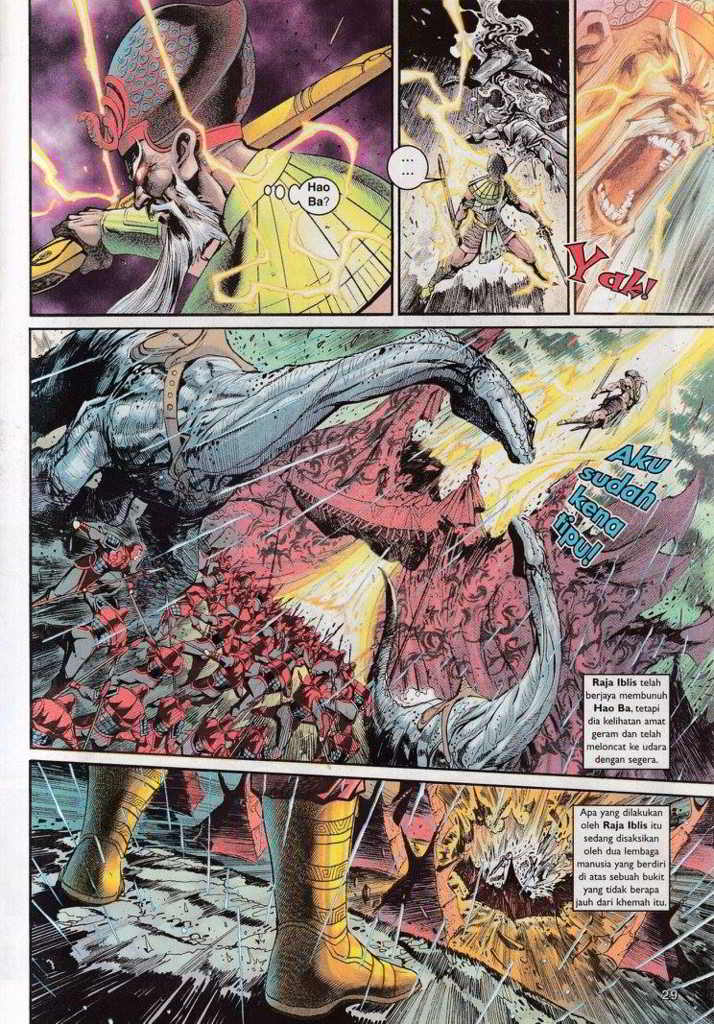 Hao
Ba?
...
...
Yak!
Aku
sudah
kena
tipu!
Raja Iblis telah
berjaya membunuh
Hao Ba, tetapi
dia kelihatan amat
geram dan telah
meloncat ke udara
dengan segera.
Apa yang dilakukan
oleh Raja Iblis itu
sedang disaksikan
oleh dua lembaga
manusia yang berdiri
di atas sebuah bukit
yang tidak berapa
jauh dari khemah itu.
29